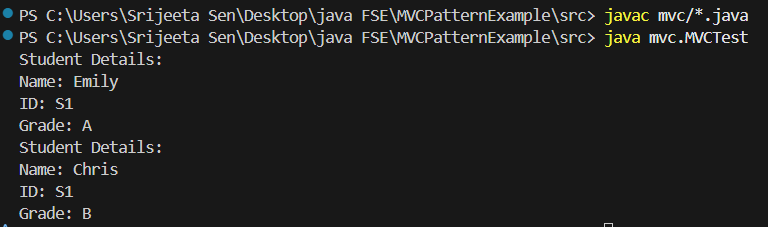 PS C:\Users\Srijeeta Sen\Desktop\java FSE\MVCPatternExample\src> javac mvc/*.java
PS C:\Users\Srijeeta Sen\Desktop\java FSE\MVCPatternExample\src> java mvc.MVCTest
Student Details:
Name: Emily
ID: S1
Grade: A
Student Details:
Name: Chris
ID: S1
Grade: B